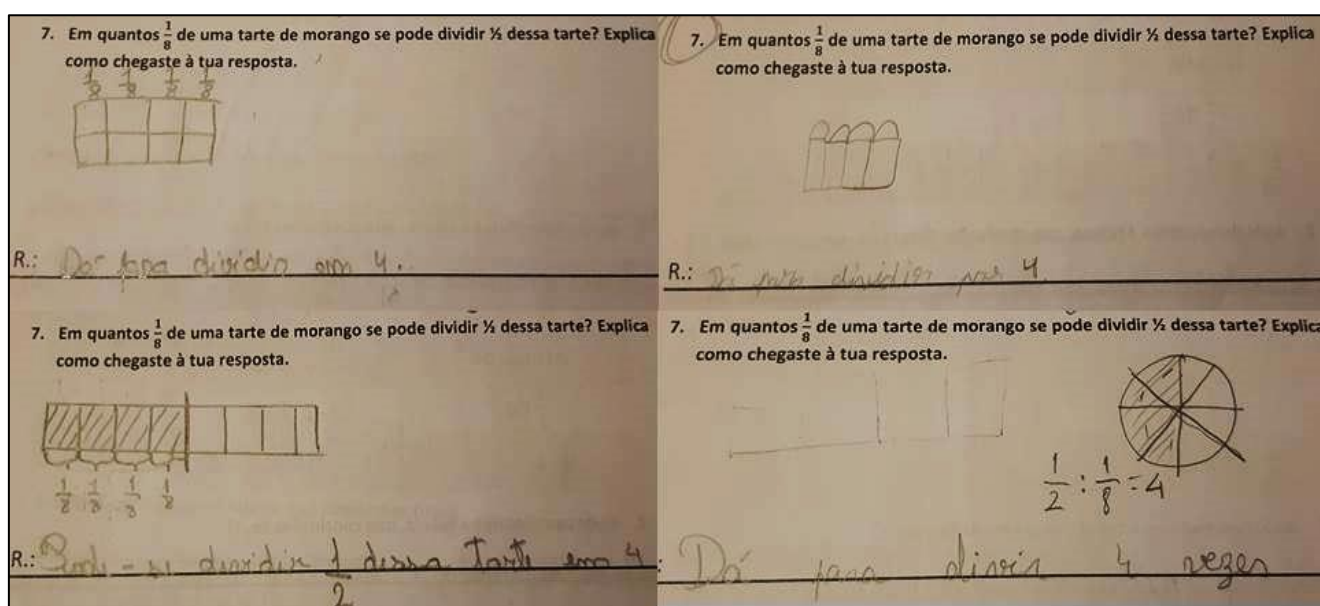 7. Em quantos 1/8 de uma tarte de morango se pode dividir ½ dessa tarte? Explica
como chegaste à tua resposta.
1/8 1/8 1/8 1/8
R.: Dá para dividir em 4.
7. Em quantos 1/8 de uma tarte de morango se pode dividir ½ dessa tarte? Explica
como chegaste à tua resposta.
R.: Dá para dividir por 4
7. Em quantos 1/8 de uma tarte de morango se pode dividir ½ dessa tarte? Explica
como chegaste à tua resposta.
1/8 1/8 1/8 1/8
R.: Pode-se dividir 1/2 dessa tarte em 4
7. Em quantos 1/8 de uma tarte de morango se pode dividir ½ dessa tarte? Explica
como chegaste à tua resposta.
1/2 : 1/8 = 4
: Dá para divir 4 vezes